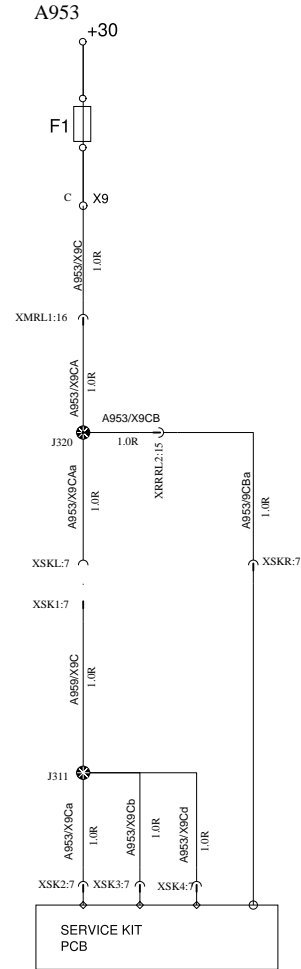 A953
+30
F1
C X9
A953/X9C
1.0R
XMRL1:16
A953/X9CA
1.0R
A953/X9CB
J320
1.0R
XRRRL2:15
A953/X9CAa
1.0R
A953/9CBa
1.0R
XSKL:7
XSKR:7
XSK1:7
A959/X9C
1.0R
J311
A953/X9Ca
1.0R
A953/X9Cb
1.0R
A953/X9Cd
1.0R
XSK2:7 XSK3:7 XSK4:7
SERVICE KIT
PCB